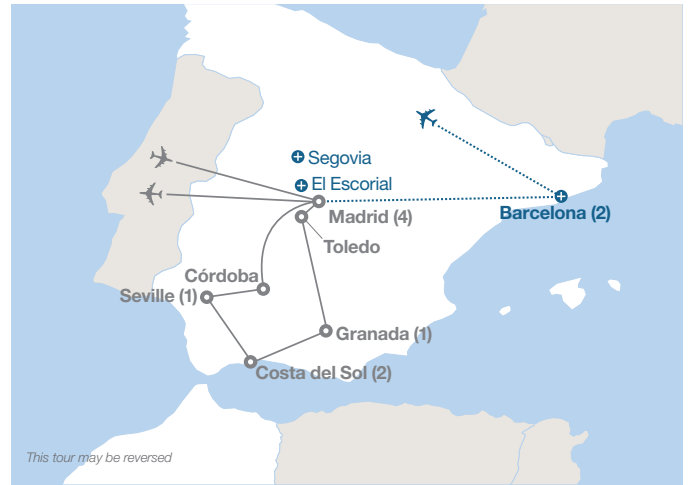 Segovia
El Escorial
Madrid (4)
Barcelona (2)
Toledo
Córdoba
Seville (1)
Granada (1)
Costa del Sol (2)
This tour may be reversed